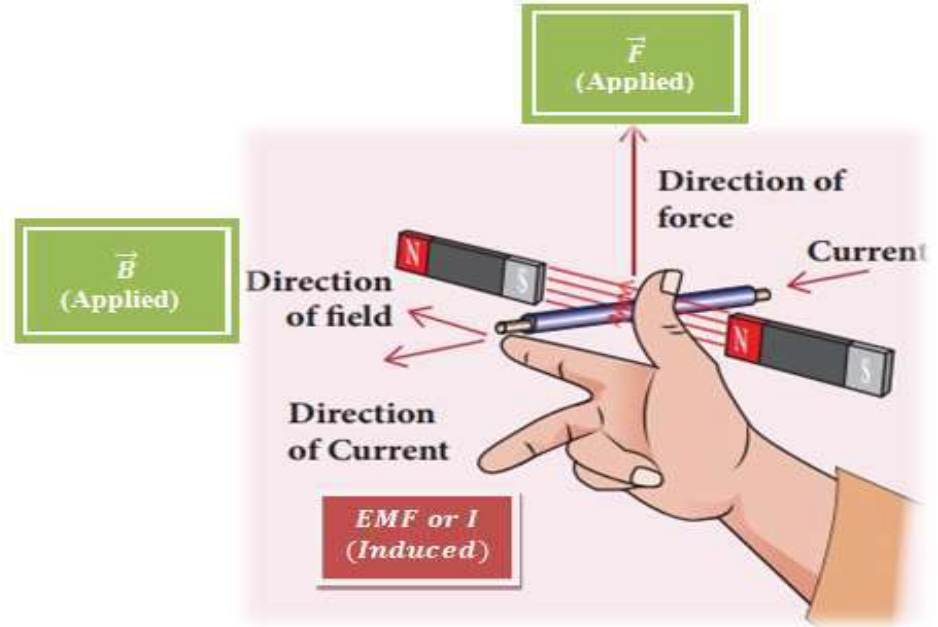 F⃗
(Applied)
Direction of
force
Current
B⃗
(Applied)
N
S
Direction
of field
N
S
Direction
of Current
EMF or I
(Induced)